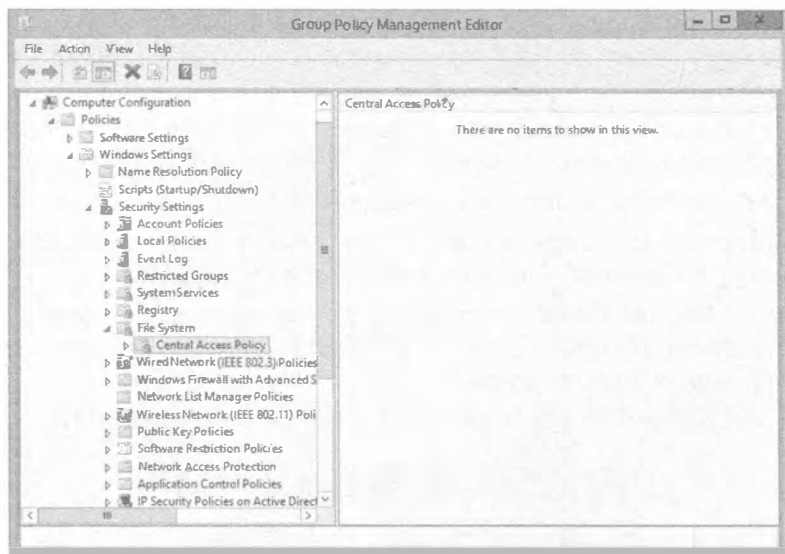 Group Policy Management Editor
File Action View Help
Computer Configuration
Policies
Software Settings
Windows Settings
Name Resolution Policy
Scripts (Startup/Shutdown)
Security Settings
Account Policies
Local Policies
Event Log
Restricted Groups
System Services
Registry
File System
Central Access Policy
Wired Network (IEEE 802.3) Policies
Windows Firewall with Advanced S
Network List Manager Policies
Wireless Network (IEEE 802.11) Poli
Public Key Policies
Software Restriction Policies
Network Access Protection
Application Control Policies
IP Security Policies on Active Direct
Central Access Policy
There are no items to show in this view.